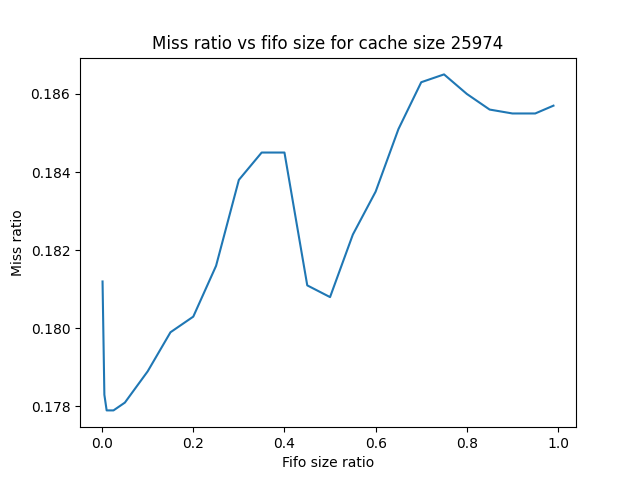 Miss ratio vs fifo size for cache size 25974
0.186
0.184
0.182
0.180
0.178
Miss ratio
0.0 0.2 0.4 0.6 0.8 1.0
Fifo size ratio